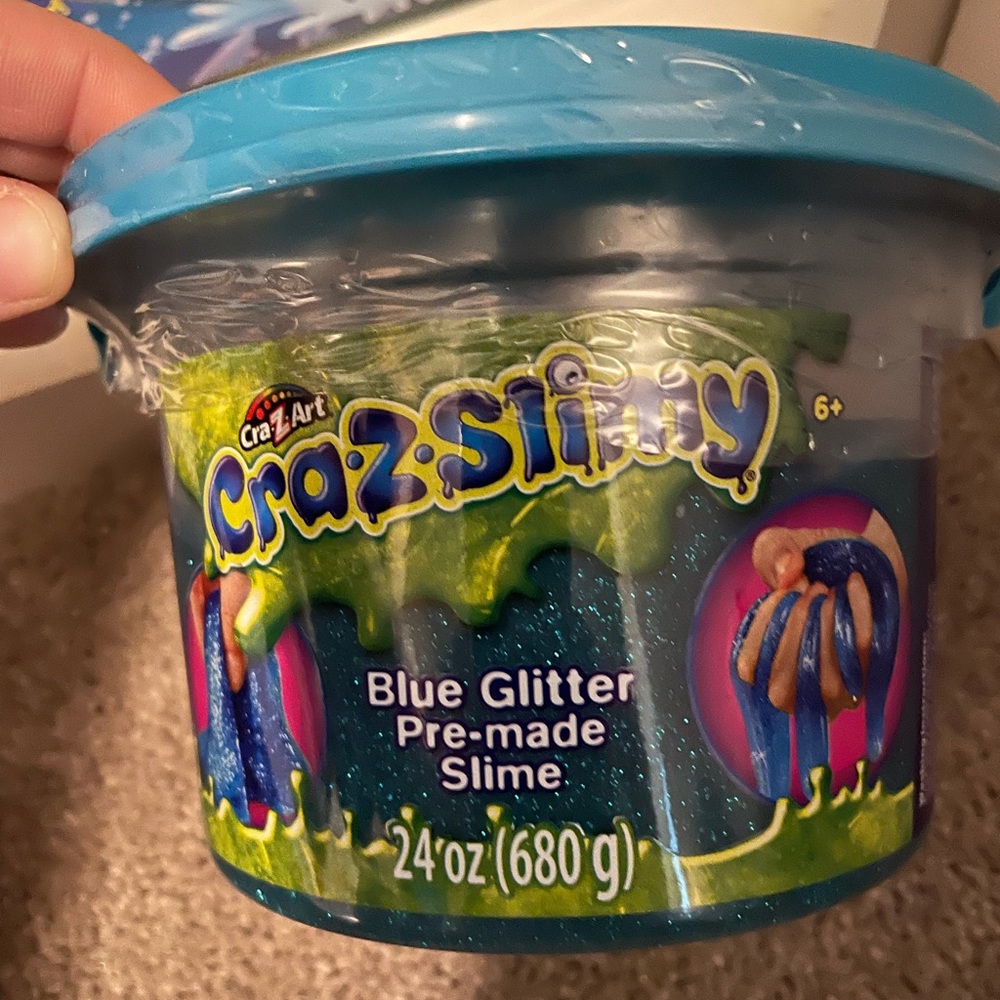 Cra-Z-Art
Cra·Z·Slimy®
6+
Blue Glitter
Pre-made
Slime
24 oz (680 g)